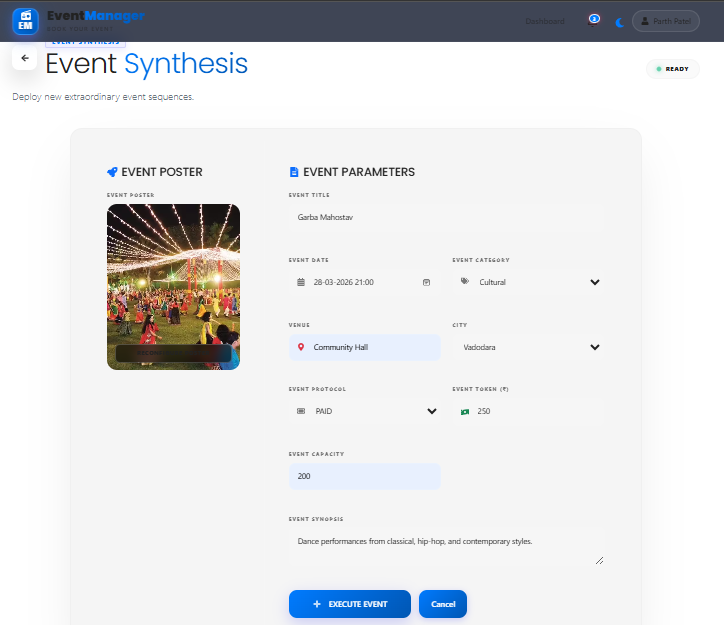 EM
EventManager
BOOK YOUR EVENT
Dashboard
Parth Patel
EVENT SYNTHESIS
Event Synthesis
READY
Deploy new extraordinary event sequences.
EVENT POSTER
EVENT POSTER
EVENT PARAMETERS
EVENT TITLE
Garba Mahostav
EVENT DATE
EVENT CATEGORY
28-03-2026 21:00
Cultural
VENUE
CITY
Community Hall
Vadodara
EVENT PROTOCOL
EVENT TOKEN (₹)
PAID
250
EVENT CAPACITY
200
EVENT SYNOPSIS
Dance performances from classical, hip-hop, and contemporary styles.
EXECUTE EVENT
Cancel